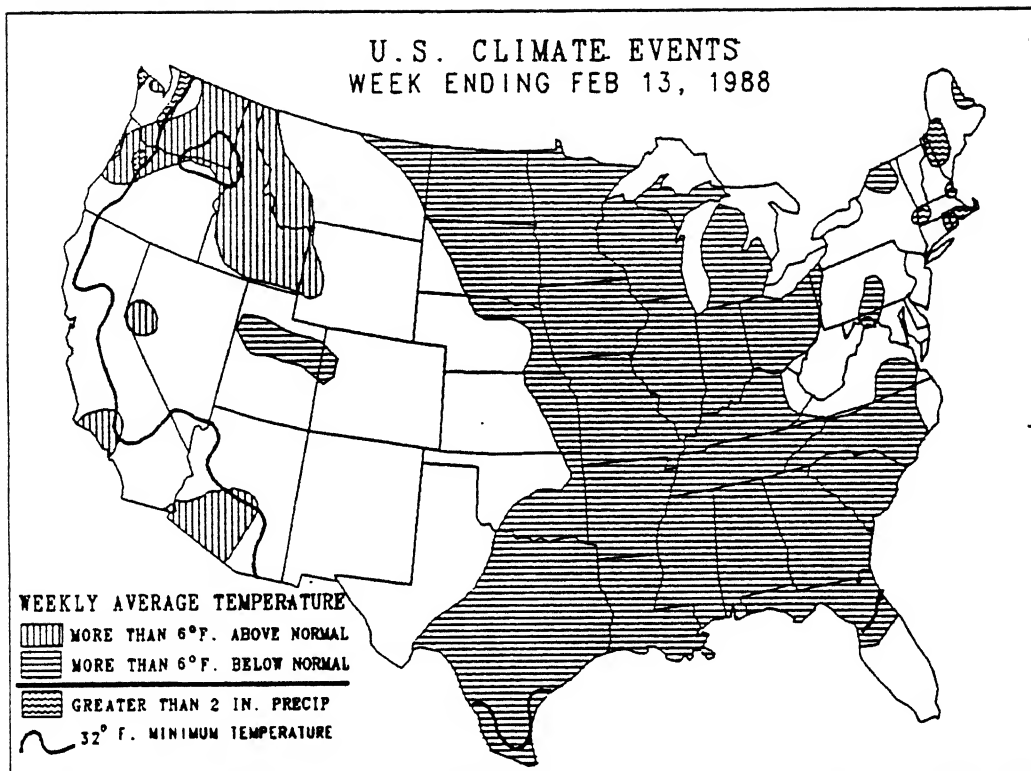 U.S. CLIMATE EVENTS
WEEK ENDING FEB 13, 1988
WEEKLY AVERAGE TEMPERATURE
MORE THAN 6°F. ABOVE NORMAL
MORE THAN 6°F. BELOW NORMAL
GREATER THAN 2 IN. PRECIP
32° F. MINIMUM TEMPERATURE